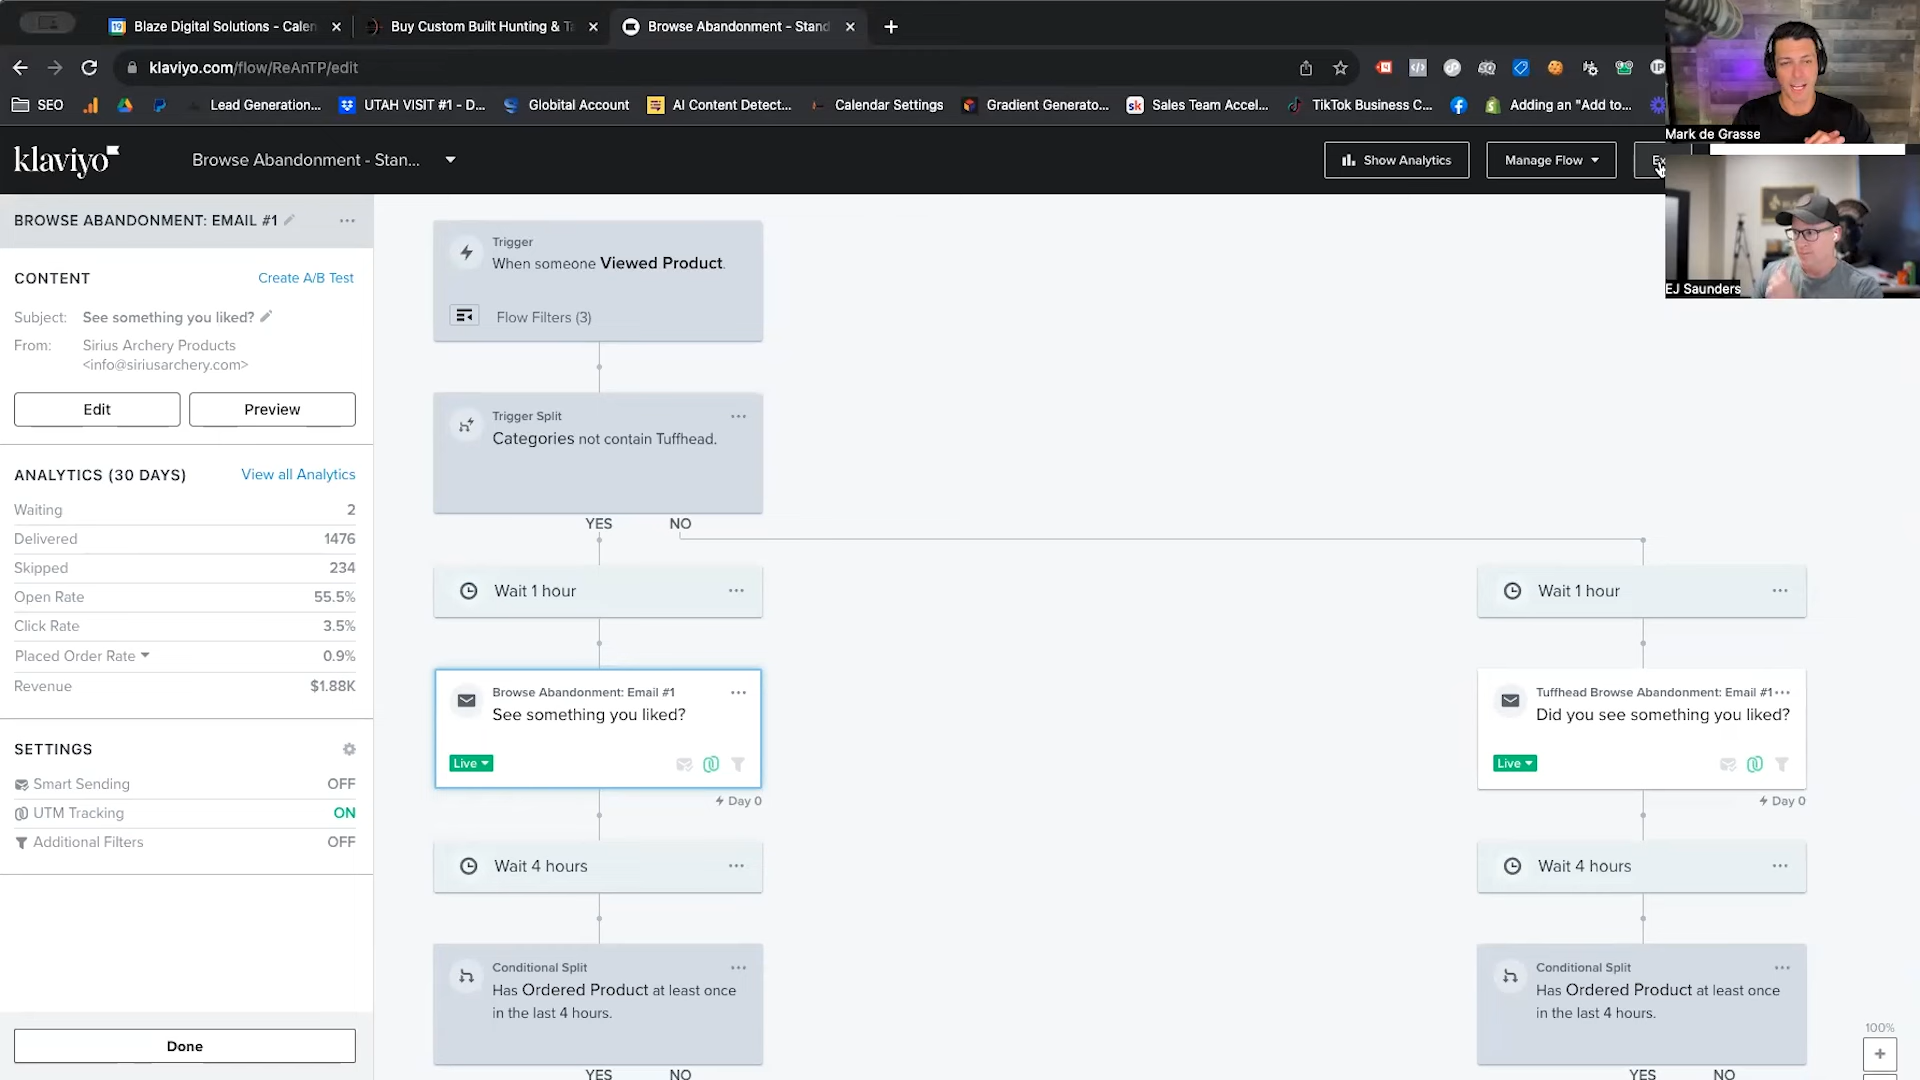 Blaze Digital Solutions - Calen
Buy Custom Built Hunting & Ta
Browse Abandonment - Stand
klaviyo.com/flow/ReAnTP/edit
SEO
Lead Generation...
UTAH VISIT #1 - D...
Globital Account
AI Content Detect...
Calendar Settings
Gradient Generato...
Sales Team Accel...
TikTok Business C...
Adding an "Add to...
Mark de Grasse
EJ Saunders
klaviyo
Browse Abandonment - Stan...
Show Analytics
Manage Flow
Ex
BROWSE ABANDONMENT: EMAIL #1
CONTENT
Create A/B Test
Subject: See something you liked?
From: Sirius Archery Products
<info@siriusarchery.com>
Edit
Preview
ANALYTICS (30 DAYS)
View all Analytics
Waiting 2
Delivered 1476
Skipped 234
Open Rate 55.5%
Click Rate 3.5%
Placed Order Rate 0.9%
Revenue $1.88K
SETTINGS
Smart Sending OFF
UTM Tracking ON
Additional Filters OFF
Done
Trigger
When someone Viewed Product.
Flow Filters (3)
Trigger Split
Categories not contain Tuffhead.
YES NO
Wait 1 hour
Browse Abandonment: Email #1
See something you liked?
Live
Day 0
Wait 4 hours
Conditional Split
Has Ordered Product at least once
in the last 4 hours.
YES NO
Wait 1 hour
Tuffhead Browse Abandonment: Email #1
Did you see something you liked?
Live
Day 0
Wait 4 hours
Conditional Split
Has Ordered Product at least once
in the last 4 hours.
YES NO
100%